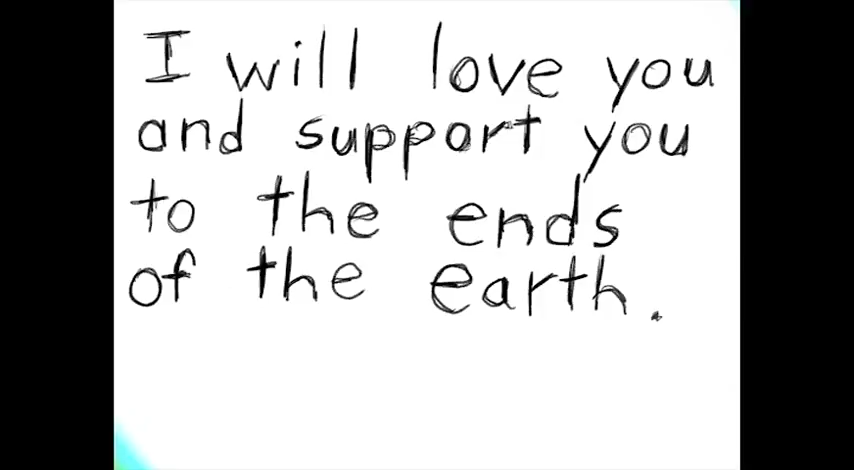 I will love you
and support you
to the ends
of the earth.